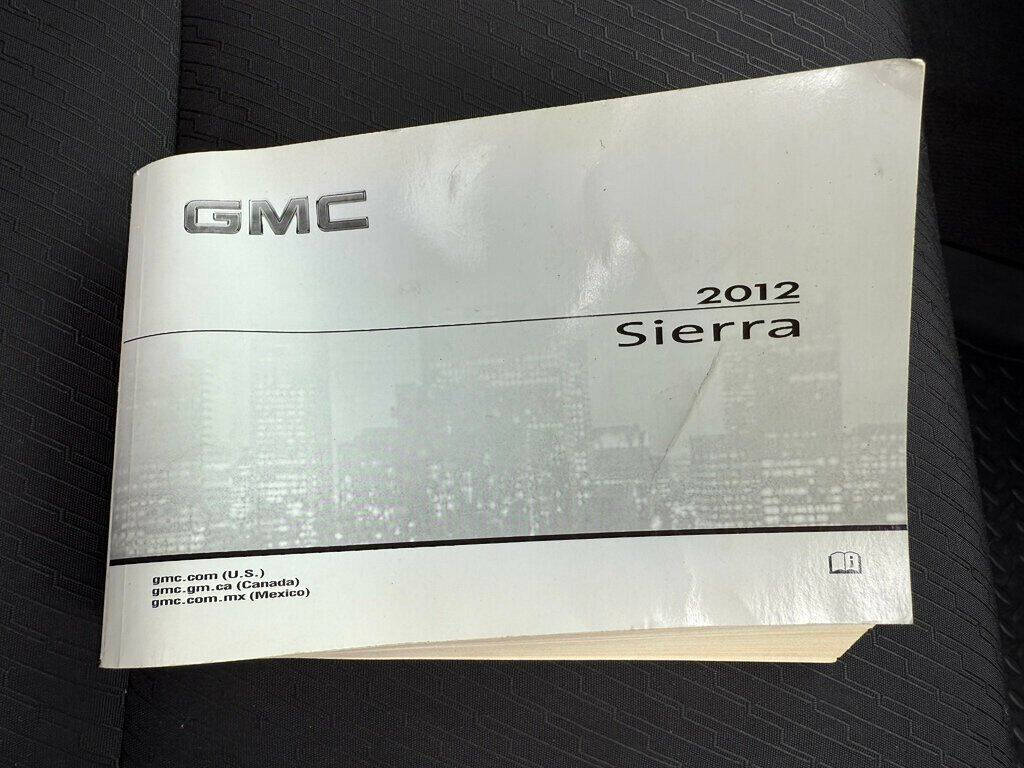 GMC
2012
Sierra
gmc.com (U.S.)
gmc.gm.ca (Canada)
gmc.com.mx (Mexico)